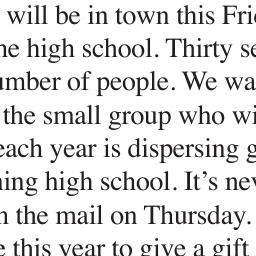 will be in town this Fri
he high school. Thirty se
umber of people. We wa
the small group who wi
each year is dispersing g
ning high school. It's nev
n the mail on Thursday.
e this year to give a gift